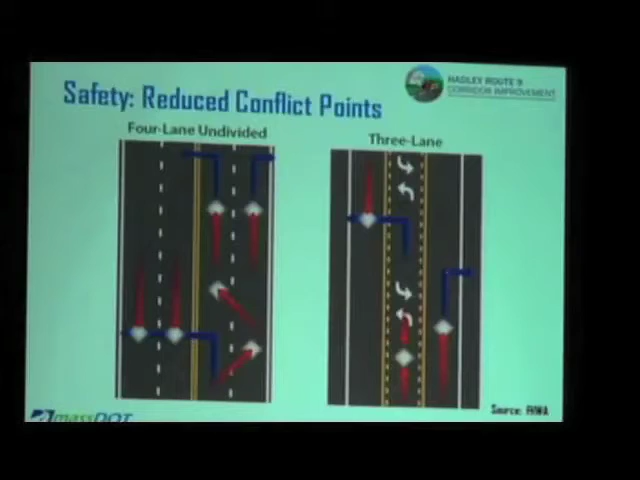 HADLEY ROUTE 9
CORRIDOR IMPROVEMENT
Safety: Reduced Conflict Points
Four-Lane Undivided
Three-Lane
massDOT
Source: FHWA